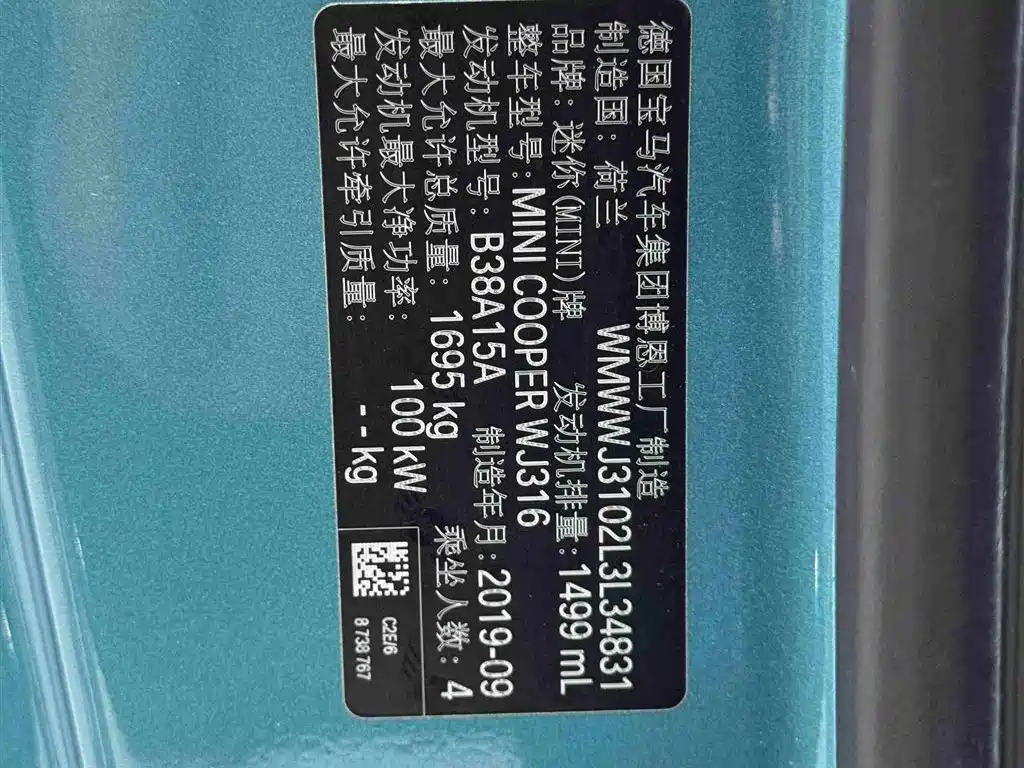 德国宝马汽车集团博恩工厂制造
制造国：荷兰 WMWWJ3102L3L34831
品牌：迷你(MINI)牌 发动机排量：1499 mL
整车型号：MINI COOPER WJ316
发动机型号：B38A15A 制造年月：2019-09
最大允许总质量：1695 kg 乘坐人数：4
发动机最大净功率：100 kW
最大允许牵引质量：-- kg
C2E/6
8 738 767